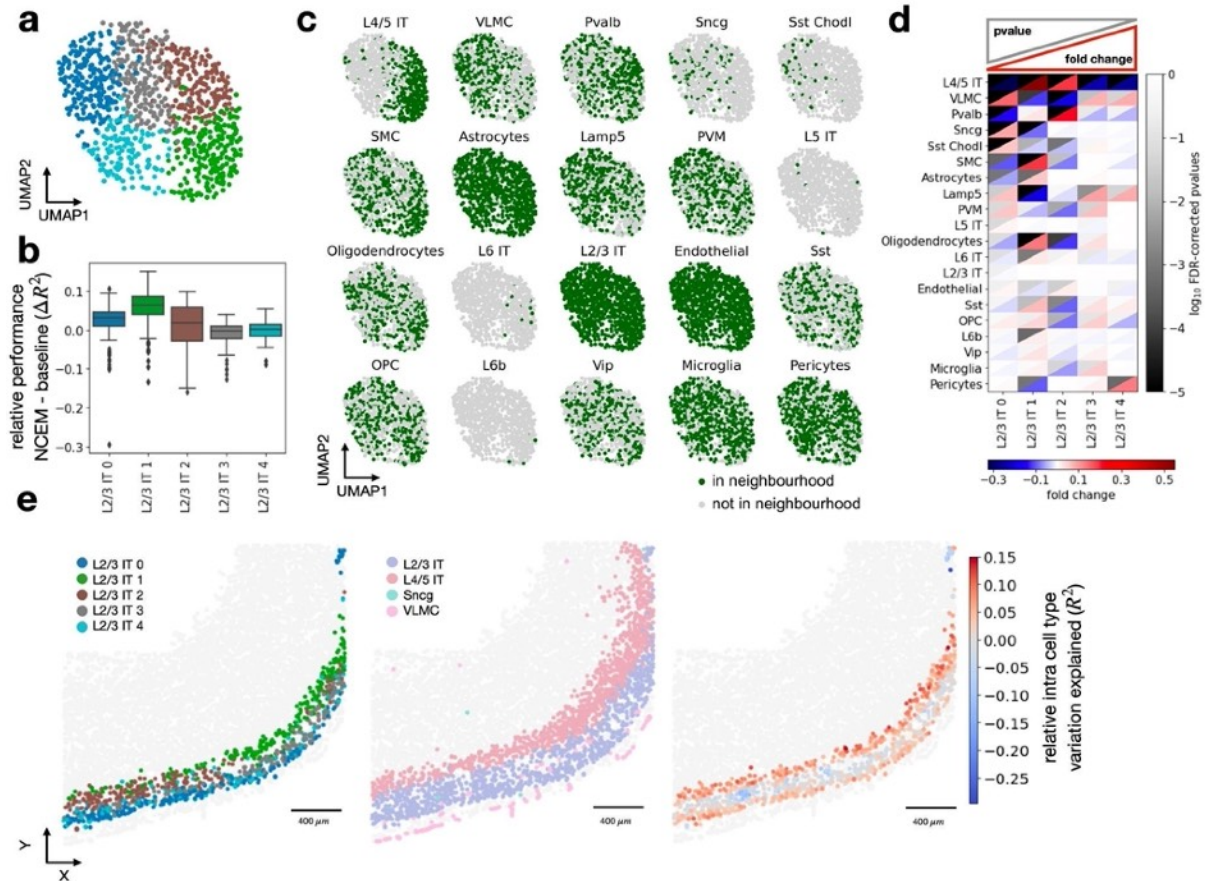 a
UMAP2
UMAP1
b
relative performance
NCEM - baseline (ΔR²)
0.1
0.0
−0.1
−0.2
−0.3
L2/3 IT 0
L2/3 IT 1
L2/3 IT 2
L2/3 IT 3
L2/3 IT 4
c
L4/5 IT
VLMC
Pvalb
Sncg
Sst Chodl
SMC
Astrocytes
Lamp5
PVM
L5 IT
Oligodendrocytes
L6 IT
L2/3 IT
Endothelial
Sst
OPC
L6b
Vip
Microglia
Pericytes
UMAP2
UMAP1
in neighbourhood
not in neighbourhood
d
pvalue
fold change
L4/5 IT
VLMC
Pvalb
Sncg
Sst Chodl
SMC
Astrocytes
Lamp5
PVM
L5 IT
Oligodendrocytes
L6 IT
L2/3 IT
Endothelial
Sst
OPC
L6b
Vip
Microglia
Pericytes
L2/3 IT 0
L2/3 IT 1
L2/3 IT 2
L2/3 IT 3
L2/3 IT 4
0
−1
−2
−3
−4
−5
log₁₀ FDR-corrected pvalues
−0.3
−0.1
0.1
0.3
0.5
fold change
e
L2/3 IT 0
L2/3 IT 1
L2/3 IT 2
L2/3 IT 3
L2/3 IT 4
400 μm
Y
X
L2/3 IT
L4/5 IT
Sncg
VLMC
400 μm
400 μm
0.15
0.10
0.05
0.00
−0.05
−0.10
−0.15
−0.20
−0.25
relative intra cell type
variation explained (R²)